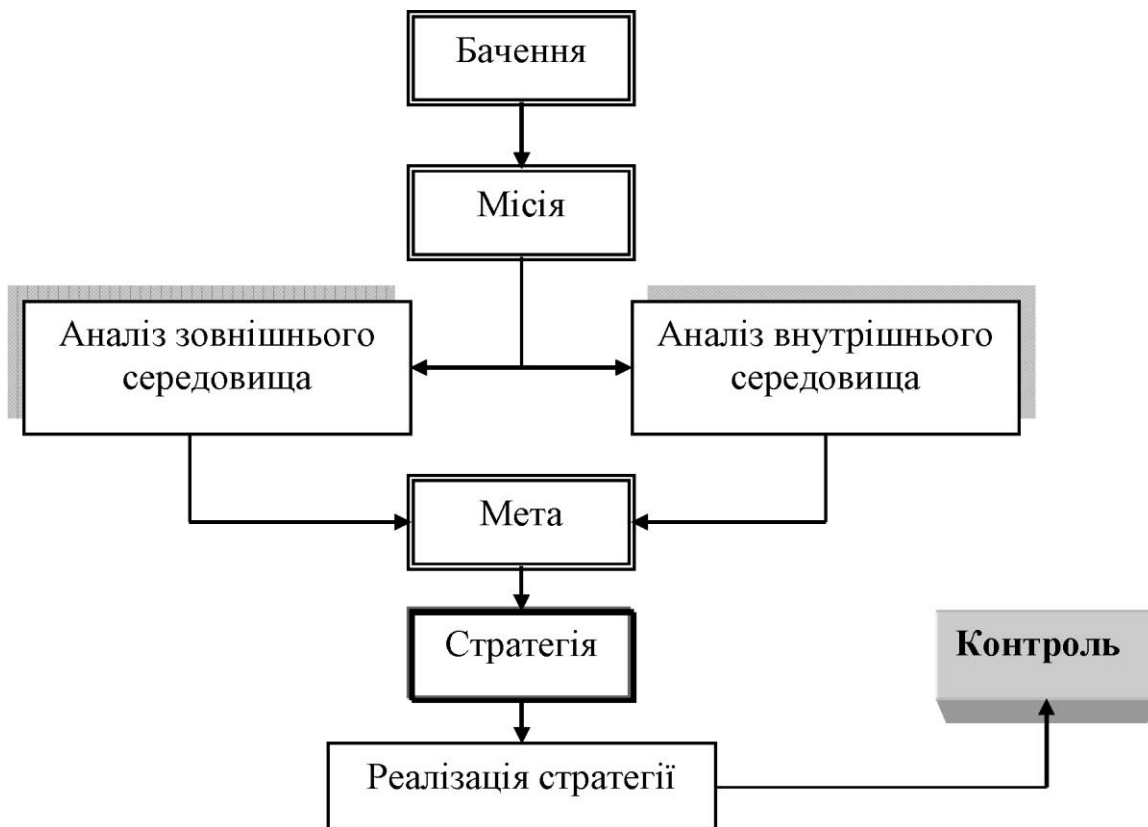 Бачення
Місія
Аналіз зовнішнього
середовища
Аналіз внутрішнього
середовища
Мета
Стратегія
Контроль
Реалізація стратегії